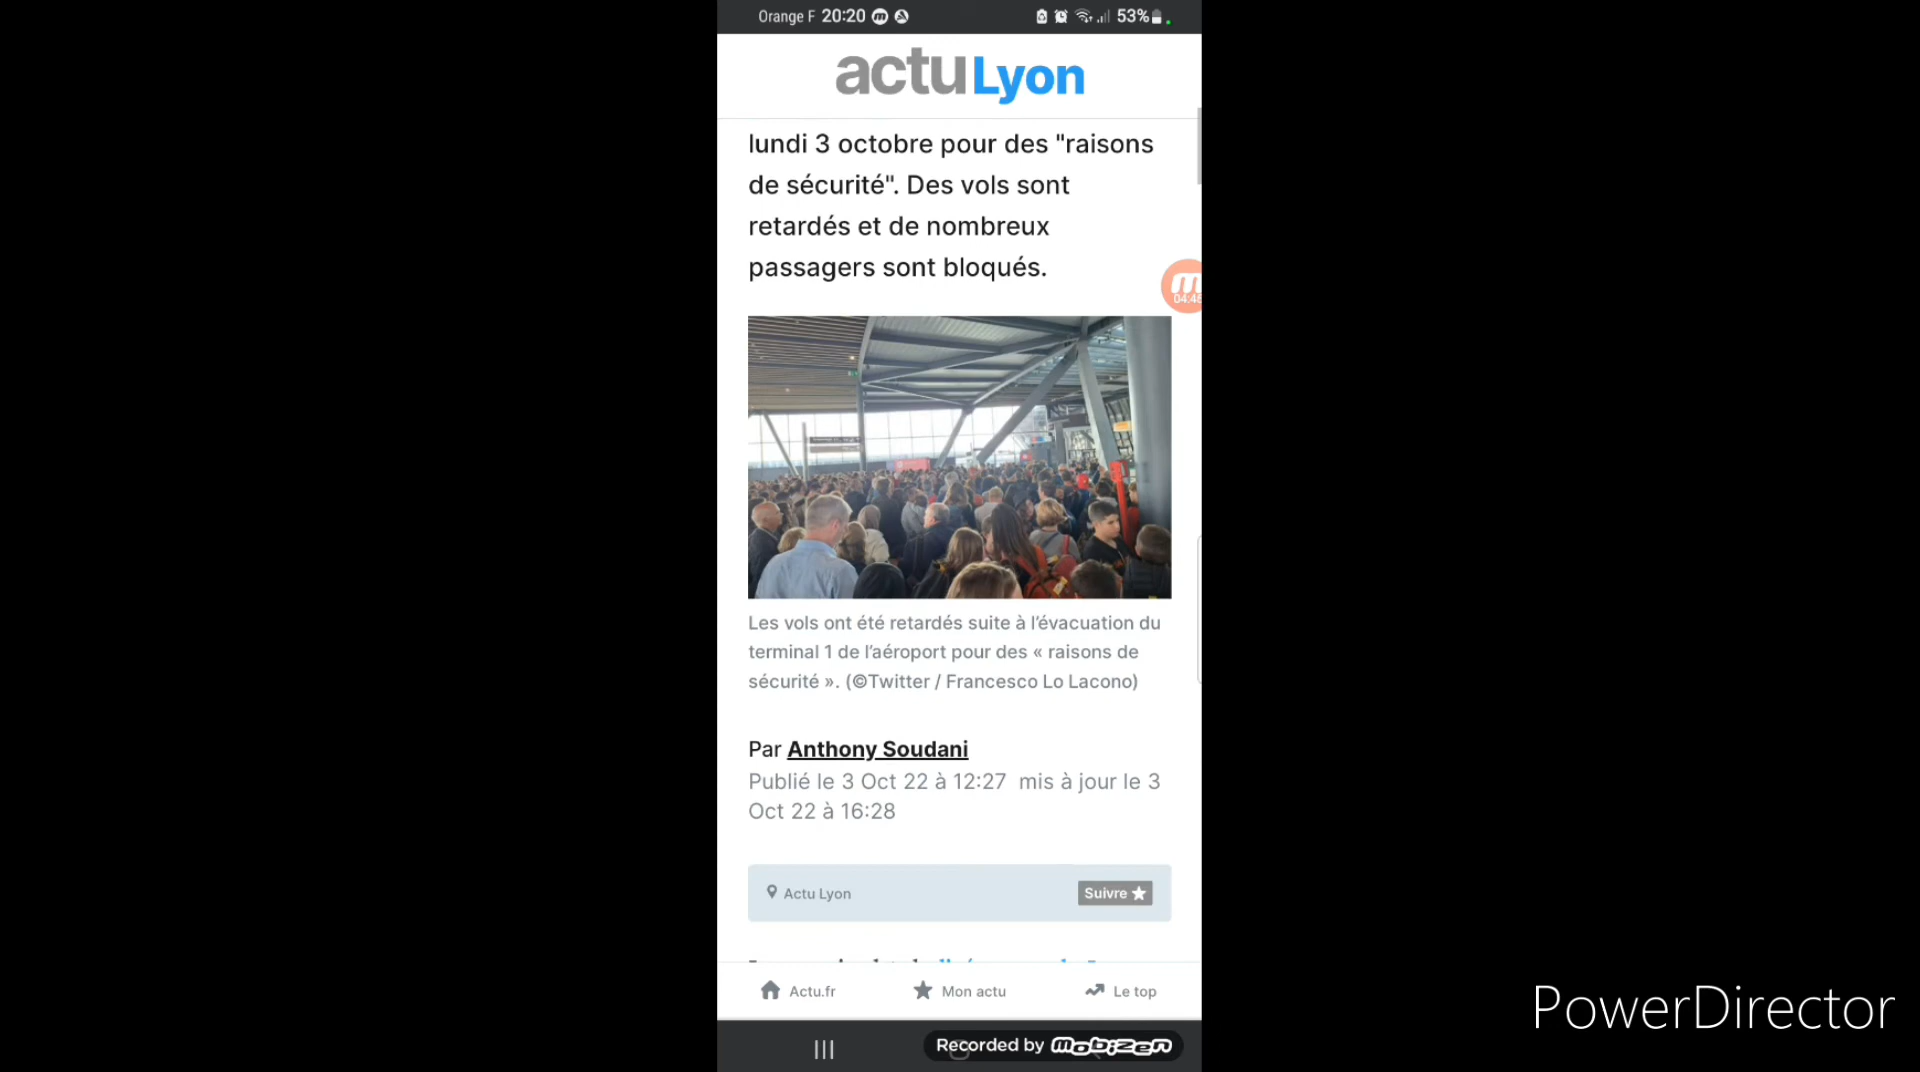 Orange F 20:20
53%
actu Lyon
lundi 3 octobre pour des "raisons
de sécurité". Des vols sont
retardés et de nombreux
passagers sont bloqués.
04:46
Les vols ont été retardés suite à l'évacuation du
terminal 1 de l'aéroport pour des « raisons de
sécurité ». (©Twitter / Francesco Lo Lacono)
Par Anthony Soudani
Publié le 3 Oct 22 à 12:27 mis à jour le 3
Oct 22 à 16:28
Actu Lyon
Suivre
Actu.fr
Mon actu
Le top
Recorded by mobizen
PowerDirector